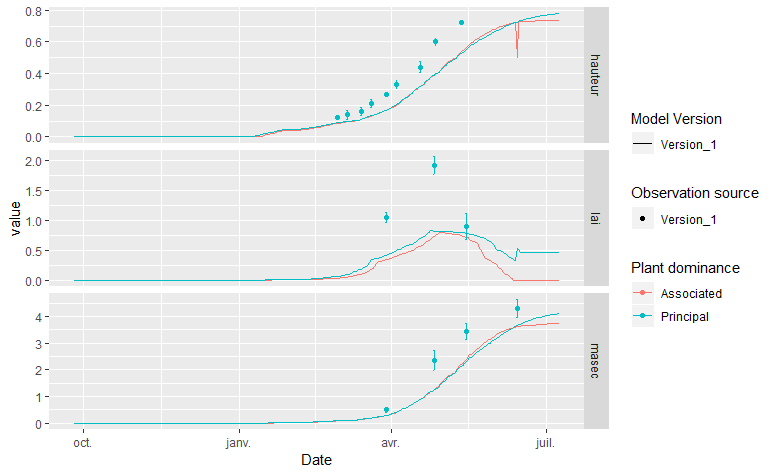 0.8
0.6
0.4
0.2
0.0
hauteur
2.0
1.5
1.0
0.5
0.0
lai
value
4
3
2
1
0
masec
oct.
janv.
avr.
juil.
Date
Model Version
Version_1
Observation source
Version_1
Plant dominance
Associated
Principal